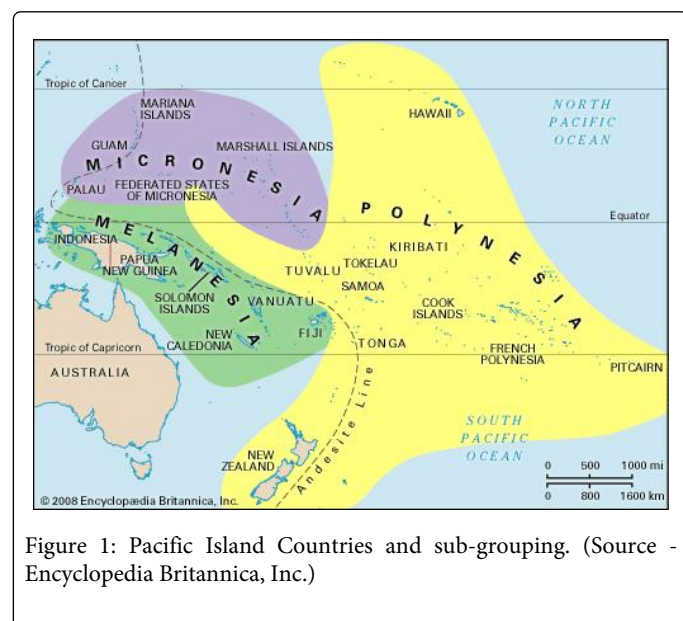 Tropic of Cancer
MARIANA
ISLANDS
HAWAII
NORTH
PACIFIC
OCEAN
GUAM
MARSHALL ISLANDS
MICRONESIA
PALAU
FEDERATED STATES
OF MICRONESIA
POLYNESIA
Equator
MELANESIA
INDONESIA
KIRIBATI
PAPUA
NEW GUINEA
TUVALU
TOKELAU
SOLOMON
ISLANDS
SAMOA
VANUATU
COOK
ISLANDS
NEW
CALEDONIA
FIJI
Tropic of Capricorn
TONGA
FRENCH
POLYNESIA
PITCAIRN
AUSTRALIA
Andesite Line
SOUTH
PACIFIC
OCEAN
NEW
ZEALAND
0 500 1000 mi
0 800 1600 km
© 2008 Encyclopædia Britannica, Inc.
Figure 1: Pacific Island Countries and sub-grouping. (Source -
Encyclopedia Britannica, Inc.)